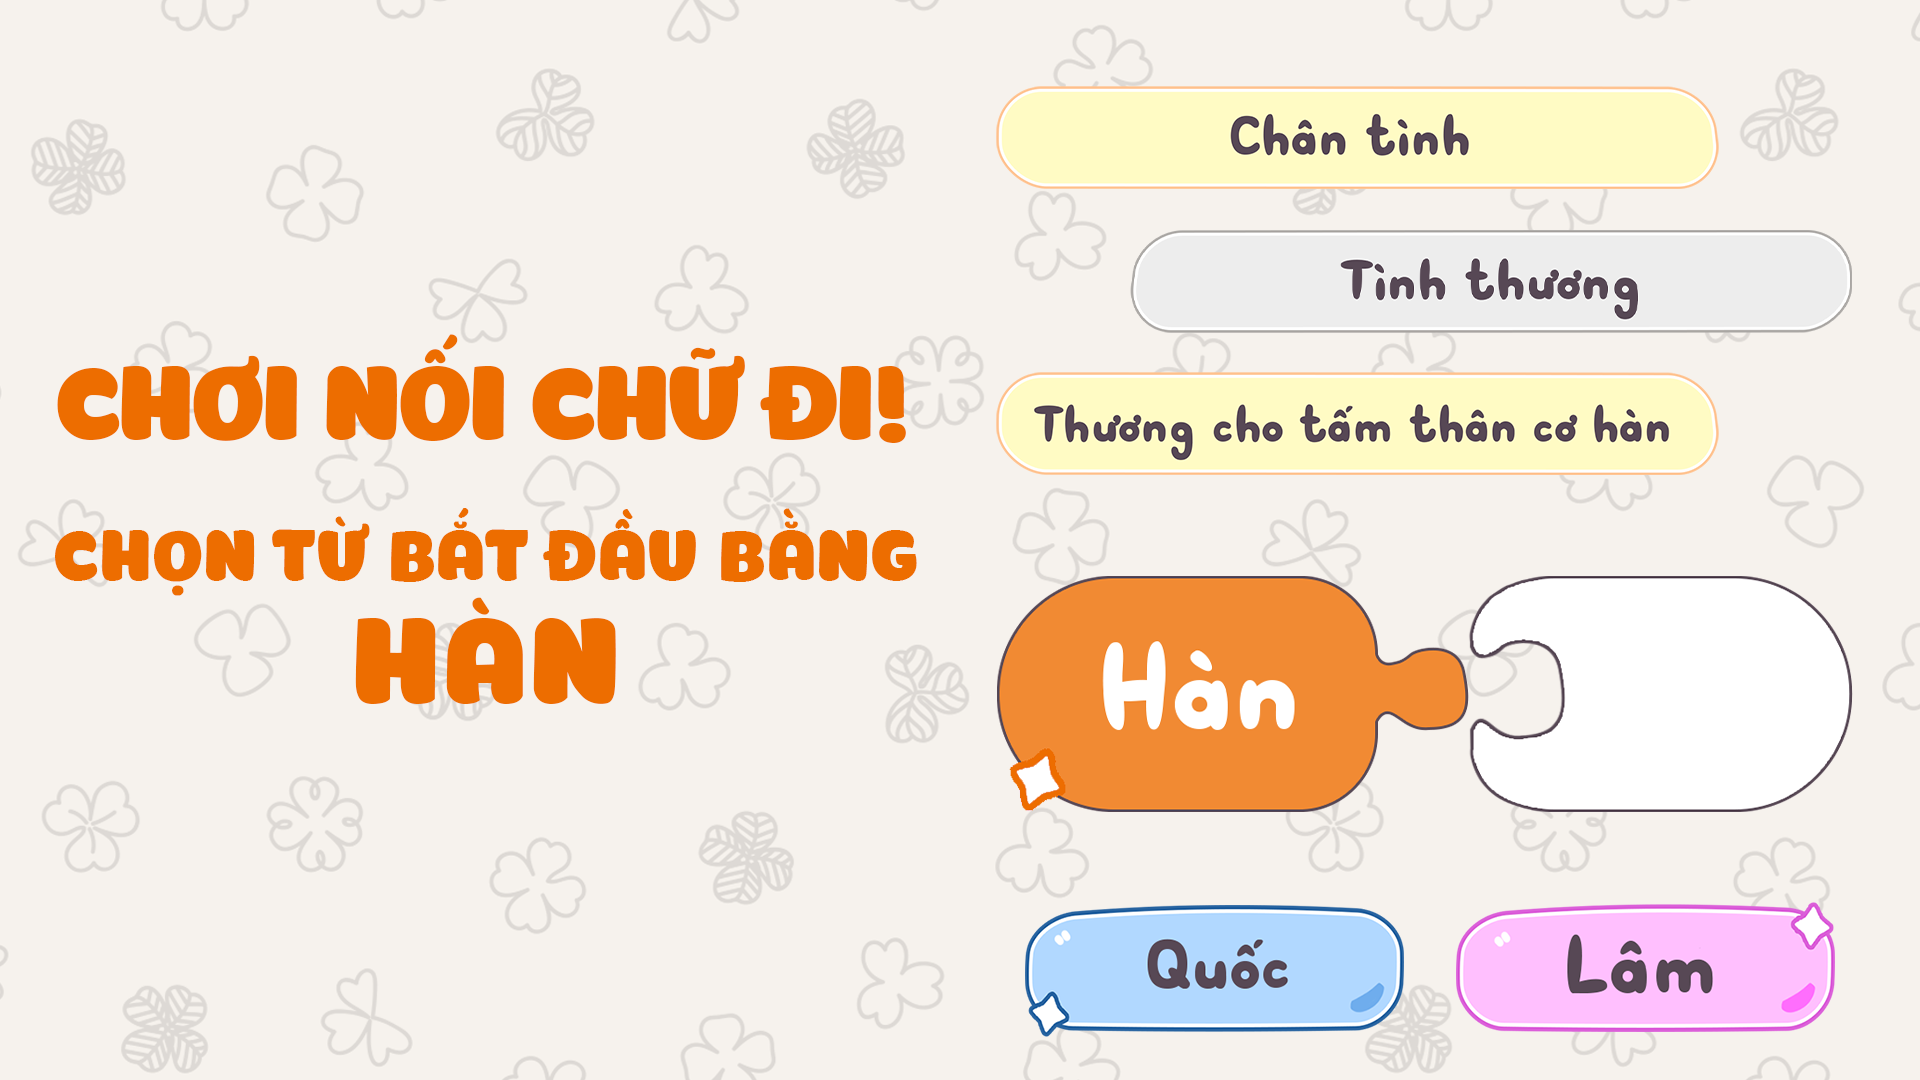 CHƠI NỐI CHỮ ĐI!
CHỌN TỪ BẮT ĐẦU BẰNG
HÀN
Chân tình
Tình thương
Thương cho tấm thân cơ hàn
Hàn
Quốc
Lâm